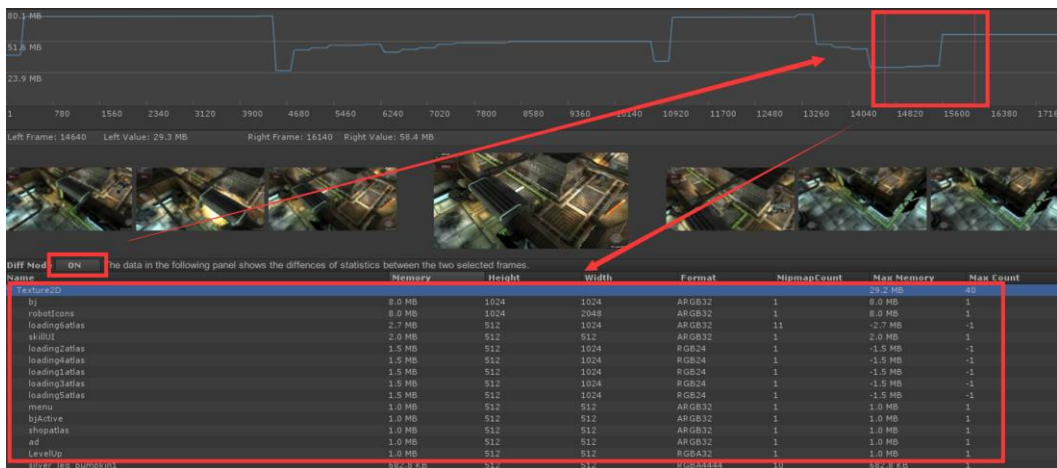 80.1 MB
51.6 MB
23.9 MB
1 780 1560 2340 3120 3900 4680 5460 6240 7020 7800 8580 9360 10140 10920 11700 12480 13260 14040 14820 15600 16380 1716
Left Frame: 14640 Left Value: 29.3 MB Right Frame: 16140 Right Value: 58.4 MB
Diff Mode ON The data in the following panel shows the diffences of statistics between the two selected frames.
Name Memory Height Width Format NipmapCount Max Memory Max Count
Texture2D 29.2 MB 40
bj 8.0 MB 1024 1024 ARGB32 1 8.0 MB 1
robotIcons 8.0 MB 1024 2048 ARGB32 1 8.0 MB 1
loading6atlas 2.7 MB 512 1024 ARGB32 11 -2.7 MB -1
skillUI 2.0 MB 512 512 ARGB32 1 2.0 MB 1
loading2atlas 1.5 MB 512 1024 RGB24 1 -1.5 MB -1
loading4atlas 1.5 MB 512 1024 RGB24 1 -1.5 MB -1
loading1atlas 1.5 MB 512 1024 RGB24 1 -1.5 MB -1
loading3atlas 1.5 MB 512 1024 RGB24 1 -1.5 MB -1
loading5atlas 1.5 MB 512 1024 RGB24 1 -1.5 MB -1
menu 1.0 MB 512 512 ARGB32 1 1.0 MB 1
bjActive 1.0 MB 512 512 ARGB32 1 1.0 MB 1
shopatlas 1.0 MB 512 512 ARGB32 1 1.0 MB 1
ad 1.0 MB 512 512 ARGB32 1 1.0 MB 1
LevelUp 1.0 MB 512 512 RGBA32 1 1.0 MB 1
silver_led_pumpkin1 682.8 KB 512 512 RGBA4444 10 682.8 KB 1